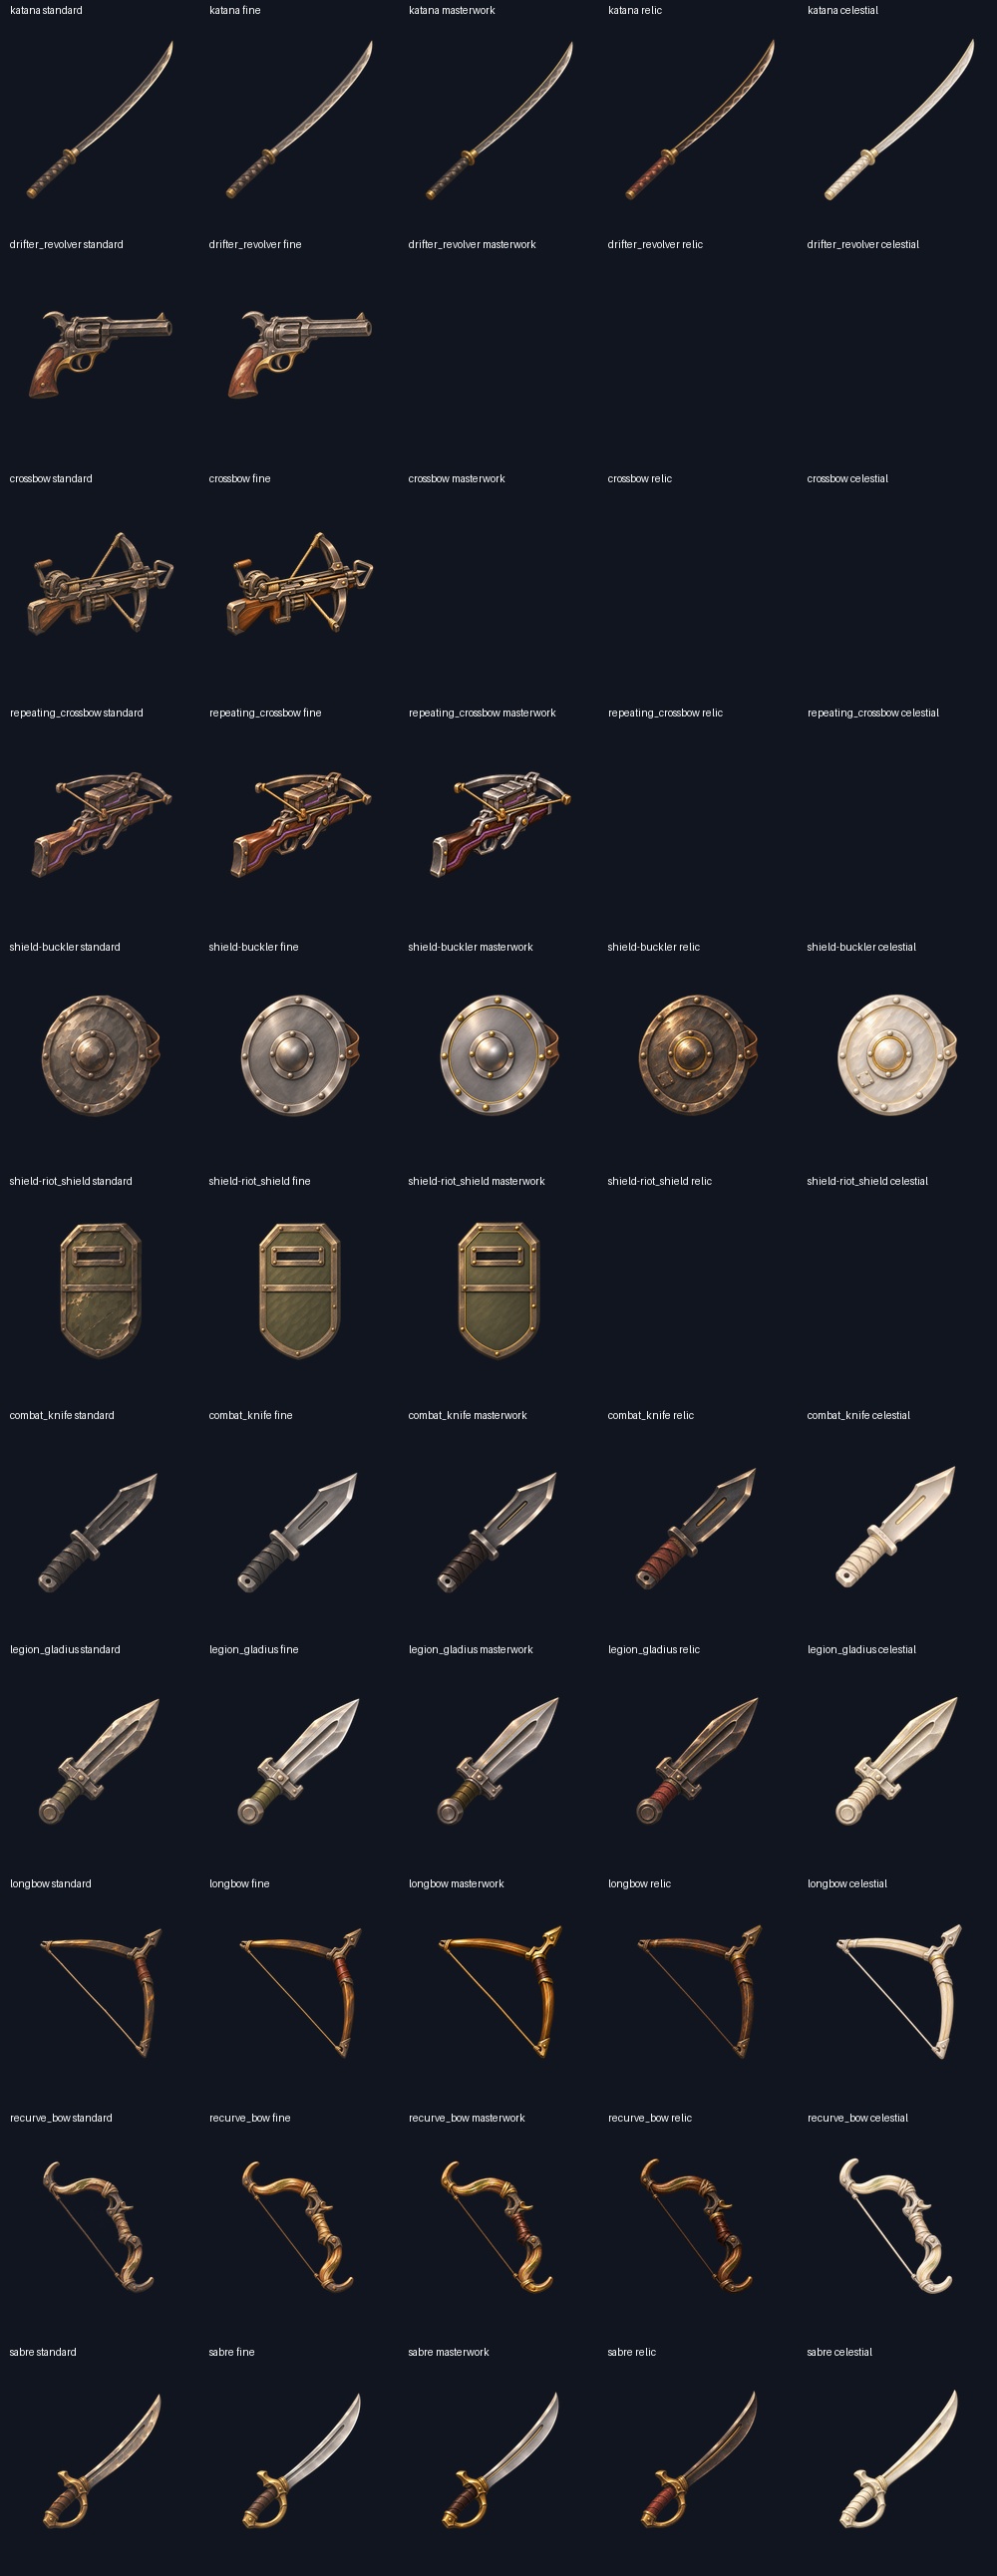 katana standard katana fine katana masterwork katana relic katana celestial
drifter_revolver standard drifter_revolver fine drifter_revolver masterwork drifter_revolver relic drifter_revolver celestial
crossbow standard crossbow fine crossbow masterwork crossbow relic crossbow celestial
repeating_crossbow standard repeating_crossbow fine repeating_crossbow masterwork repeating_crossbow relic repeating_crossbow celestial
shield-buckler standard shield-buckler fine shield-buckler masterwork shield-buckler relic shield-buckler celestial
shield-riot_shield standard shield-riot_shield fine shield-riot_shield masterwork shield-riot_shield relic shield-riot_shield celestial
combat_knife standard combat_knife fine combat_knife masterwork combat_knife relic combat_knife celestial
legion_gladius standard legion_gladius fine legion_gladius masterwork legion_gladius relic legion_gladius celestial
longbow standard longbow fine longbow masterwork longbow relic longbow celestial
recurve_bow standard recurve_bow fine recurve_bow masterwork recurve_bow relic recurve_bow celestial
sabre standard sabre fine sabre masterwork sabre relic sabre celestial